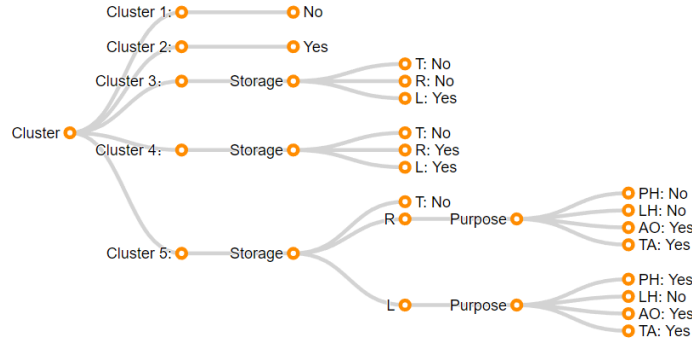 Cluster
Cluster 1: No
Cluster 2: Yes
Cluster 3: Storage
T: No
R: No
L: Yes
Cluster 4: Storage
T: No
R: Yes
L: Yes
Cluster 5: Storage
T: No
R Purpose
PH: No
LH: No
AO: Yes
TA: Yes
L Purpose
PH: Yes
LH: No
AO: Yes
TA: Yes